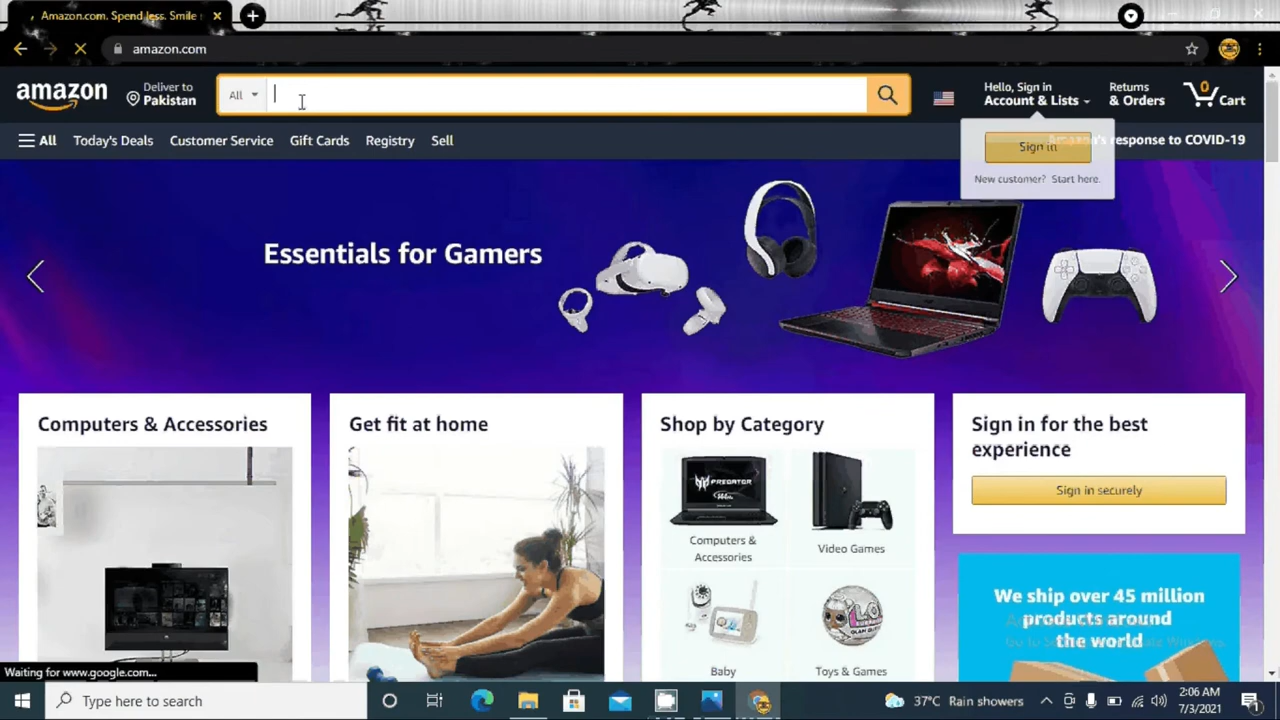 Amazon.com. Spend less. Smile
amazon.com
amazon
Deliver to
Pakistan
All
Hello, Sign in
Account & Lists
Returns
& Orders
0
Cart
All
Today's Deals
Customer Service
Gift Cards
Registry
Sell
Amazon's response to COVID-19
Sign in
New customer? Start here.
Essentials for Gamers
Computers & Accessories
Get fit at home
Shop by Category
Sign in for the best
experience
Sign in securely
PREDATOR
Computers &
Accessories
Video Games
We ship over 45 million
products around
the world
Baby
Toys & Games
Waiting for www.google.com...
Type here to search
37°C Rain showers
2:06 AM
7/3/2021
1